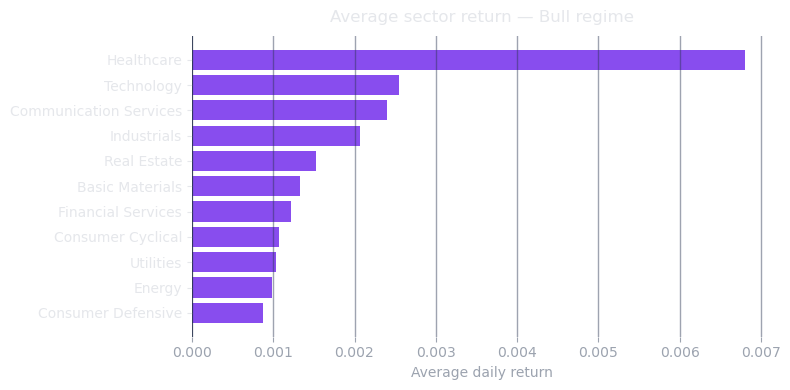 Average sector return — Bull regime
Healthcare
Technology
Communication Services
Industrials
Real Estate
Basic Materials
Financial Services
Consumer Cyclical
Utilities
Energy
Consumer Defensive
0.000 0.001 0.002 0.003 0.004 0.005 0.006 0.007
Average daily return